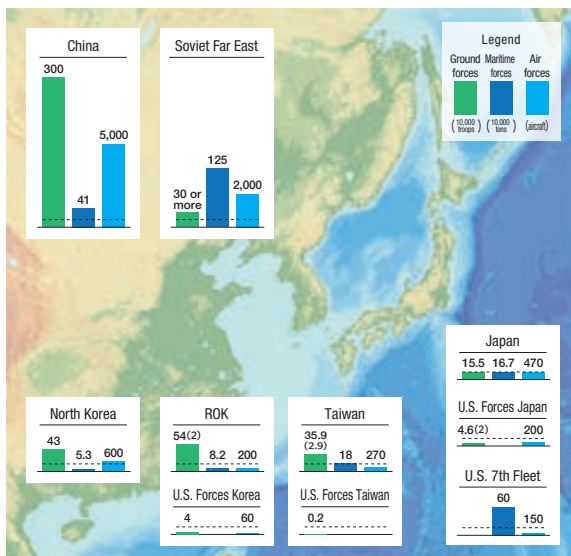 China
300
41
5,000
Soviet Far East
30 or
more
125
2,000
Legend
Ground Maritime Air
forces forces forces
(10,000 troops) (10,000 tons) (aircraft)
North Korea
43
5.3
600
ROK
54(2)
8.2
200
U.S. Forces Korea
4
60
Taiwan
35.9
(2.9)
18
270
U.S. Forces Taiwan
0.2
Japan
15.5 16.7 470
U.S. Forces Japan
4.6(2)
200
U.S. 7th Fleet
60
150